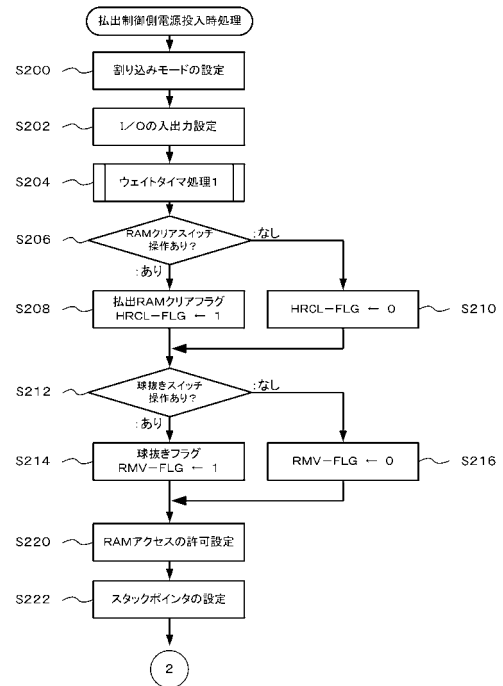 払出制御側電源投入時処理
S200
割り込みモードの設定
S202
I/Oの入出力設定
S204
ウェイトタイマ処理1
S206
RAMクリアスイッチ
操作あり?
:なし
:あり
S208
払出RAMクリアフラグ
HRCL-FLG ← 1
HRCL-FLG ← 0
S210
S212
球抜きスイッチ
操作あり?
:なし
:あり
S214
球抜きフラグ
RMV-FLG ← 1
RMV-FLG ← 0
S216
S220
RAMアクセスの許可設定
S222
スタックポインタの設定
2